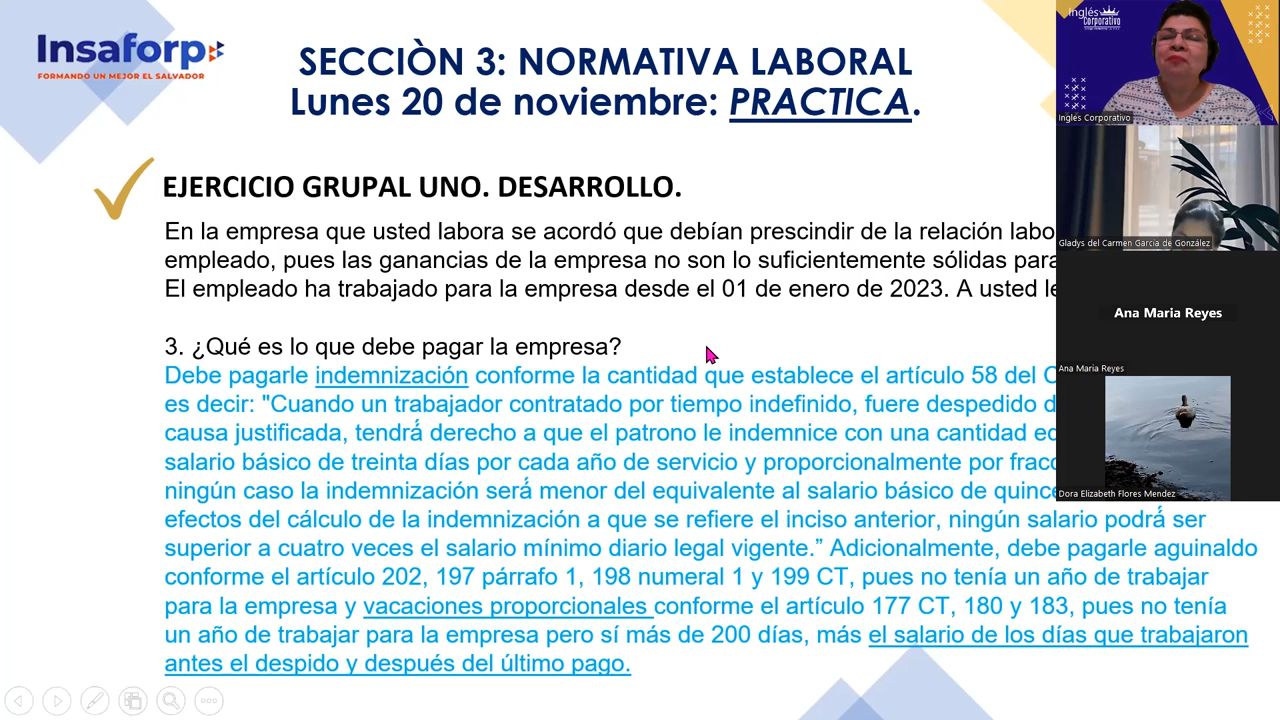 Insaforp
FORMANDO UN MEJOR EL SALVADOR
SECCIÒN 3: NORMATIVA LABORAL
Lunes 20 de noviembre: PRACTICA.
EJERCICIO GRUPAL UNO. DESARROLLO.
En la empresa que usted labora se acordó que debían prescindir de la relación labo
empleado, pues las ganancias de la empresa no son lo suficientemente sólidas para
El empleado ha trabajado para la empresa desde el 01 de enero de 2023. A usted le
3. ¿Qué es lo que debe pagar la empresa?
Debe pagarle indemnización conforme la cantidad que establece el artículo 58 del C
es decir: "Cuando un trabajador contratado por tiempo indefinido, fuere despedido d
causa justificada, tendrá derecho a que el patrono le indemnice con una cantidad eq
salario básico de treinta días por cada año de servicio y proporcionalmente por fracc
ningún caso la indemnización será menor del equivalente al salario básico de quince
efectos del cálculo de la indemnización a que se refiere el inciso anterior, ningún salario podrá ser
superior a cuatro veces el salario mínimo diario legal vigente.” Adicionalmente, debe pagarle aguinaldo
conforme el artículo 202, 197 párrafo 1, 198 numeral 1 y 199 CT, pues no tenía un año de trabajar
para la empresa y vacaciones proporcionales conforme el artículo 177 CT, 180 y 183, pues no tenía
un año de trabajar para la empresa pero sí más de 200 días, más el salario de los días que trabajaron
antes el despido y después del último pago.
Inglés
Corporativo
Inglés Corporativo
Gladys del Carmen Garcia de González
Ana Maria Reyes
Ana Maria Reyes
Dora Elizabeth Flores Mendez